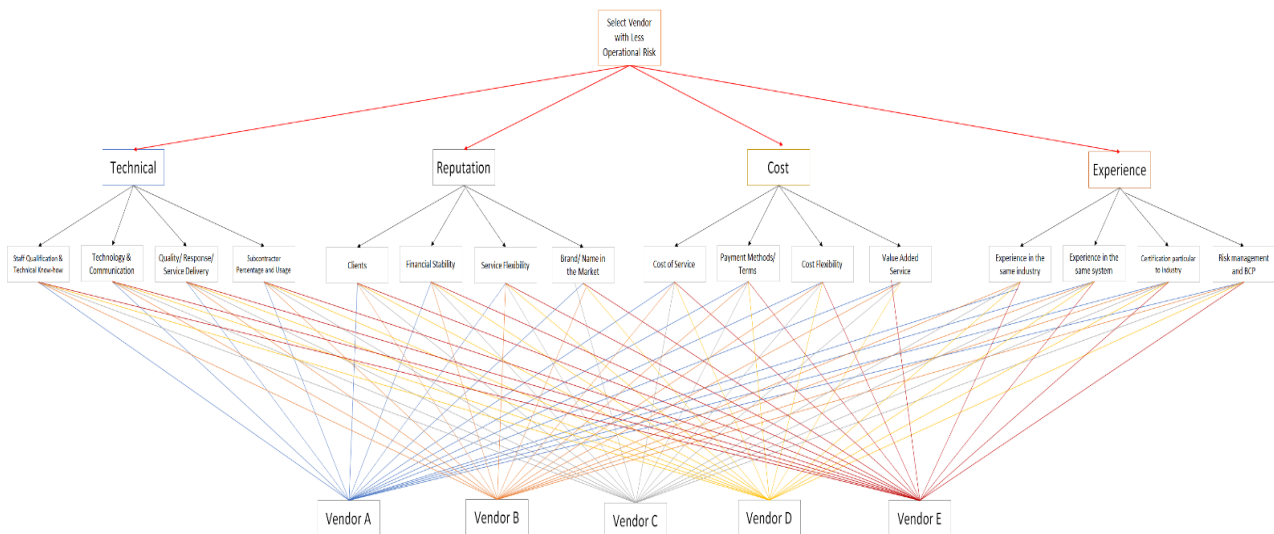 Select Vendor
with Less
Operational Risk
Technical
Reputation
Cost
Experience
Staff Qualification &
Technical Know-how
Technology &
Communication
Quality/ Response/
Service Delivery
Subcontracter
Percentage and Usage
Clients
Financial Stability
Service Flexibility
Brand/ Name in
the Market
Cost of Service
Payment Methods/
Terms
Cost Flexibility
Value Added
Service
Experience in the
same industry
Experience in the
same system
Certification particular
to Industry
Risk management
and BCP
Vendor A
Vendor B
Vendor C
Vendor D
Vendor E